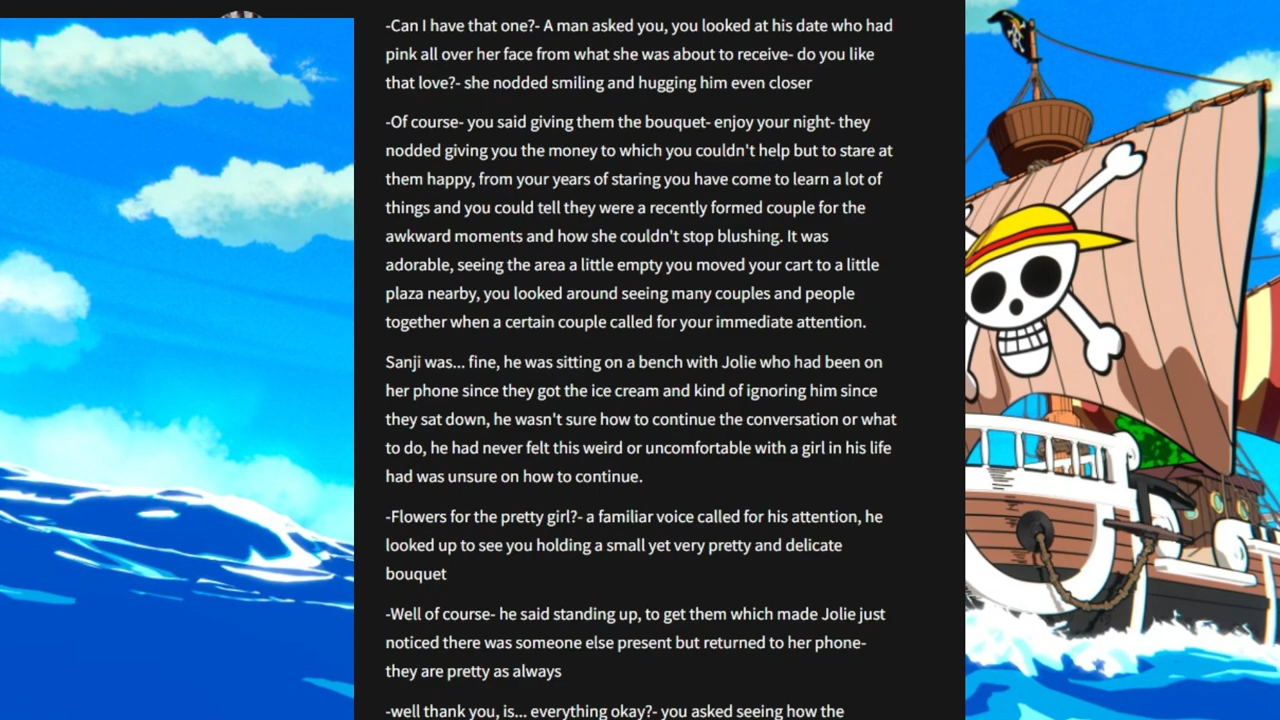 -Can I have that one?- A man asked you, you looked at his date who had
pink all over her face from what she was about to receive- do you like
that love?- she nodded smiling and hugging him even closer
-Of course- you said giving them the bouquet- enjoy your night- they
nodded giving you the money to which you couldn't help but to stare at
them happy, from your years of staring you have come to learn a lot of
things and you could tell they were a recently formed couple for the
awkward moments and how she couldn't stop blushing. It was
adorable, seeing the area a little empty you moved your cart to a little
plaza nearby, you looked around seeing many couples and people
together when a certain couple called for your immediate attention.
Sanji was... fine, he was sitting on a bench with Jolie who had been on
her phone since they got the ice cream and kind of ignoring him since
they sat down, he wasn't sure how to continue the conversation or what
to do, he had never felt this weird or uncomfortable with a girl in his life
had was unsure on how to continue.
-Flowers for the pretty girl?- a familiar voice called for his attention, he
looked up to see you holding a small yet very pretty and delicate
bouquet
-Well of course- he said standing up, to get them which made Jolie just
noticed there was someone else present but returned to her phone-
they are pretty as always
-well thank you, is... everything okay?- you asked seeing how the